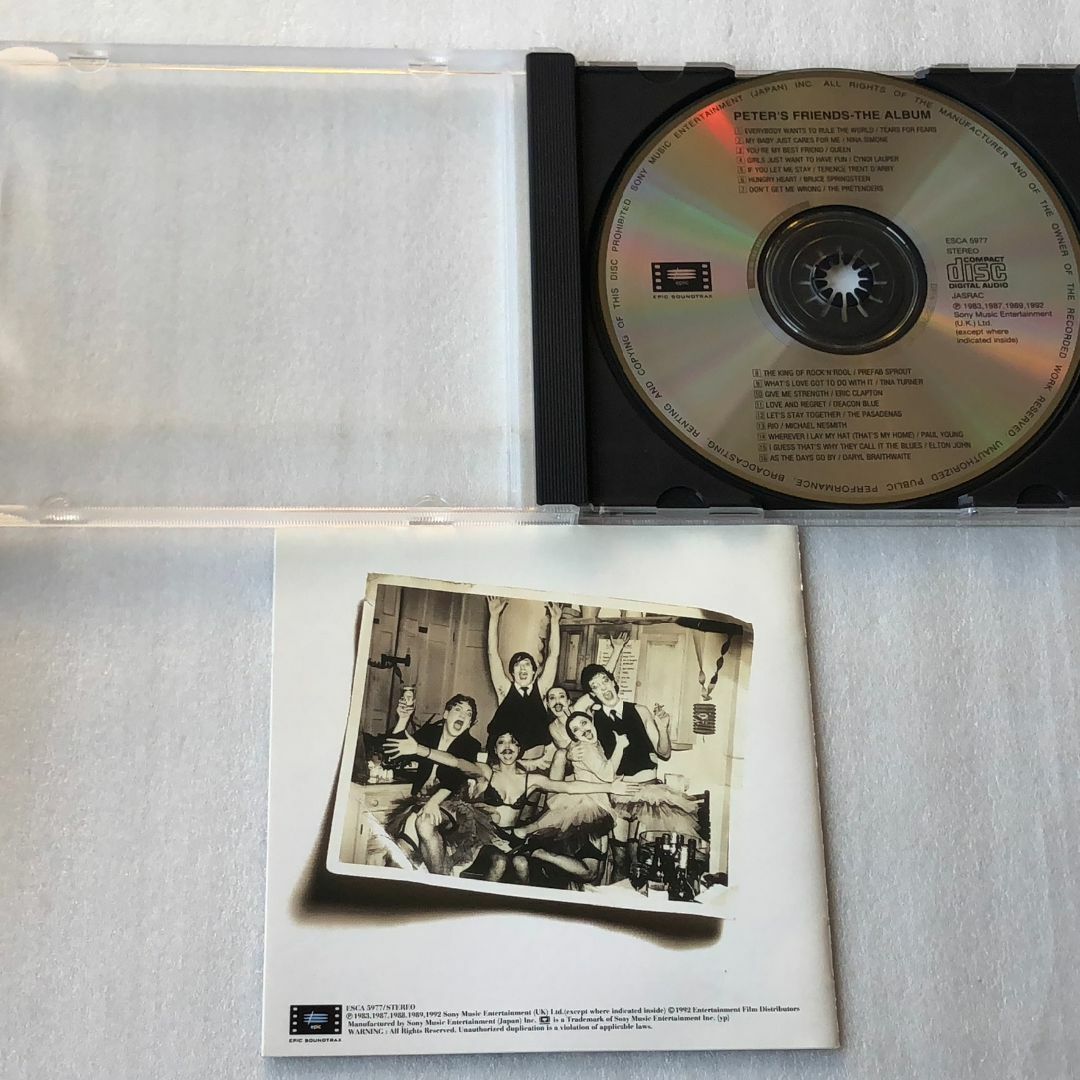 PETER'S FRIENDS-THE ALBUM
1 EVERYBODY WANTS TO RULE THE WORLD / TEARS FOR FEARS
2 MY BABY JUST CARES FOR ME / NINA SIMONE
3 YOU'RE MY BEST FRIEND / QUEEN
4 GIRLS JUST WANT TO HAVE FUN / CYNDI LAUPER
5 IF YOU LET ME STAY / TERENCE TRENT D'ARBY
6 HUNGRY HEART / BRUCE SPRINGSTEEN
7 DON'T GET ME WRONG / THE PRETENDERS
epic
EPIC SOUNDTRAX
ESCA 5977
STEREO
COMPACT
disc
DIGITAL AUDIO
JASRAC
℗ 1983,1987,1989,1992
Sony Music Entertainment
(U.K.) Ltd.
(except where
indicated inside)
8 THE KING OF ROCK'N'ROOL / PREFAB SPROUT
9 WHAT'S LOVE GOT TO DO WITH IT / TINA TURNER
10 GIVE ME STRENGTH / ERIC CLAPTON
11 LOVE AND REGRET / DEACON BLUE
12 LET'S STAY TOGETHER / THE PASADENAS
13 RIO / MICHAEL NESMITH
14 WHEREVER I LAY MY HAT (THAT'S MY HOME) / PAUL YOUNG
15 I GUESS THAT'S WHY THEY CALL IT THE BLUES / ELTON JOHN
16 AS THE DAYS GO BY / DARYL BRAITHWAITE
SONY MUSIC ENTERTAINMENT (JAPAN) INC. ALL RIGHTS OF THE MANUFACTURER AND OF THE OWNER OF THE RECORDED WORK RESERVED UNAUTHORIZED PUBLIC PERFORMANCE, BROADCASTING, RENTING AND COPYING OF THIS DISC PROHIBITED
epic
EPIC SOUNDTRAX
ESCA 5977/STEREO
℗1983,1987,1988,1989,1992 Sony Music Entertainment (UK) Ltd.(except where indicated inside) ©1992 Entertainment Film Distributors
Manufactured by Sony Music Entertainment (Japan) Inc. is a Trademark of Sony Music Entertainment Inc. (yp)
WARNING : All Rights Reserved. Unauthorized duplication is a violation of applicable laws.